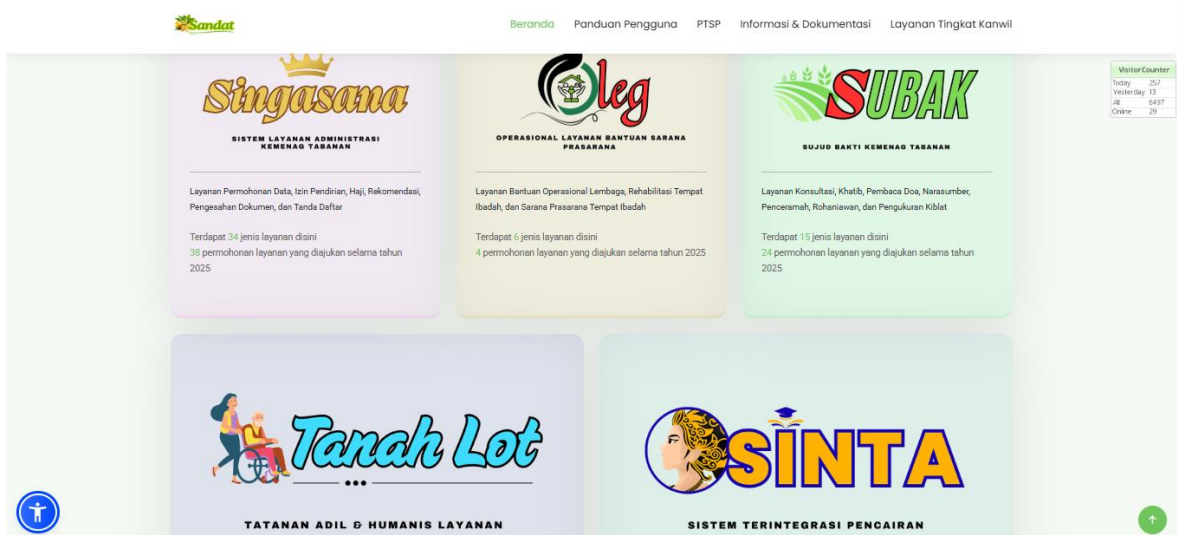 Sandat
Beranda Panduan Pengguna PTSP Informasi & Dokumentasi Layanan Tingkat Kanwil
Visitor Counter
Today 257
Yesterday 13
All 6497
Online 29
Singasana
SISTEM LAYANAN ADMINISTRASI
KEMENAG TABANAN
Layanan Permohonan Data, Izin Pendirian, Haji, Rekomendasi,
Pengesahan Dokumen, dan Tanda Daftar
Terdapat 34 jenis layanan disini
38 permohonan layanan yang diajukan selama tahun
2025
Oleg
OPERASIONAL LAYANAN BANTUAN SARANA
PRASARANA
Layanan Bantuan Operasional Lembaga, Rehabilitasi Tempat
Ibadah, dan Sarana Prasarana Tempat Ibadah
Terdapat 6 jenis layanan disini
4 permohonan layanan yang diajukan selama tahun 2025
SUBAK
SUJUD BAKTI KEMENAG TABANAN
Layanan Konsultasi, Khatib, Pembaca Doa, Narasumber,
Penceramah, Rohaniawan, dan Pengukuran Kiblat
Terdapat 15 jenis layanan disini
24 permohonan layanan yang diajukan selama tahun
2025
Tanah Lot
TATANAN ADIL & HUMANIS LAYANAN
SINTA
SISTEM TERINTEGRASI PENCAIRAN